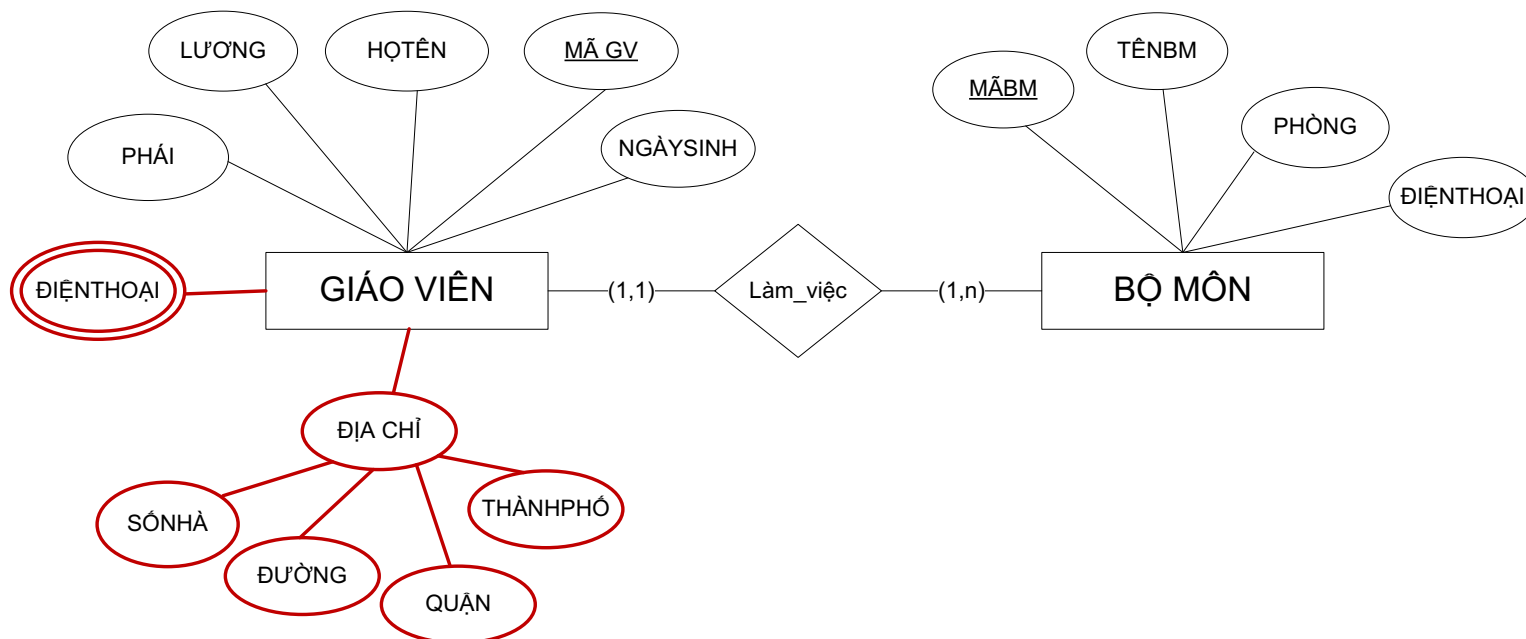 LƯƠNG
HỌTÊN
MÃ GV
PHÁI
NGÀYSINH
TÊNBM
MÃBM
PHÒNG
ĐIỆNTHOẠI
ĐIỆNTHOẠI
GIÁO VIÊN
(1,1)
Làm_việc
(1,n)
BỘ MÔN
ĐỊA CHỈ
SỐNHÀ
ĐƯỜNG
QUẬN
THÀNHPHỐ